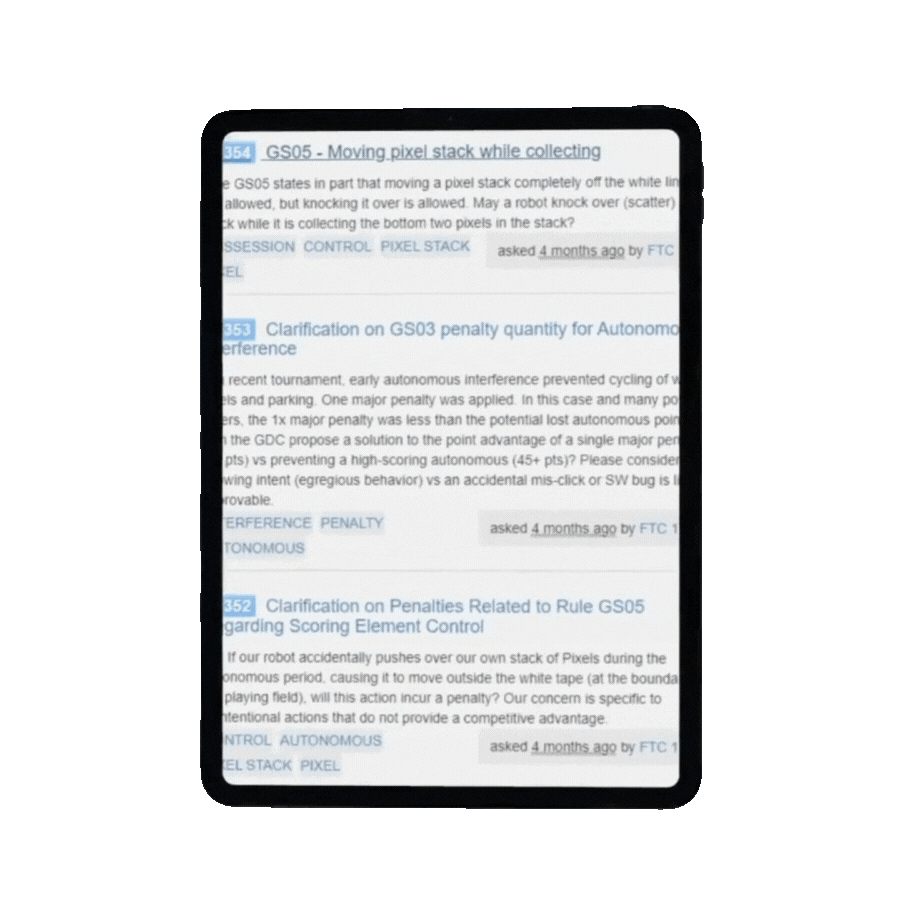 354 GS05 - Moving pixel stack while collecting
e GS05 states in part that moving a pixel stack completely off the white lin
allowed, but knocking it over is allowed. May a robot knock over (scatter)
ck while it is collecting the bottom two pixels in the stack?
SSESSION CONTROL PIXEL STACK
asked 4 months ago by FTC
EL
353 Clarification on GS03 penalty quantity for Autonomo
erference
recent tournament, early autonomous interference prevented cycling of w
els and parking. One major penalty was applied. In this case and many po
ers, the 1x major penalty was less than the potential lost autonomous poin
n the GDC propose a solution to the point advantage of a single major pen
pts) vs preventing a high-scoring autonomous (45+ pts)? Please consider
wing intent (egregious behavior) vs an accidental mis-click or SW bug is li
rovable.
ERFERENCE PENALTY
asked 4 months ago by FTC 1
TONOMOUS
352 Clarification on Penalties Related to Rule GS05
garding Scoring Element Control
If our robot accidentally pushes over our own stack of Pixels during the
onomous period, causing it to move outside the white tape (at the bounda
playing field), will this action incur a penalty? Our concern is specific to
ntentional actions that do not provide a competitive advantage.
NTROL AUTONOMOUS
asked 4 months ago by FTC 1
EL STACK PIXEL